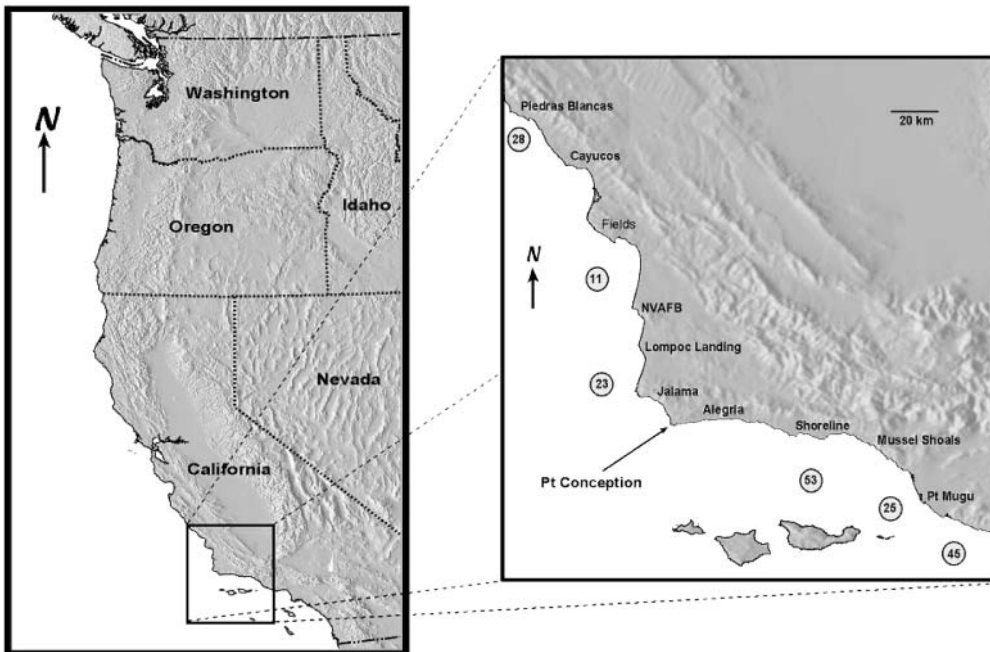 N
Washington
Oregon
Idaho
Nevada
California
Piedras Blancas
20 km
28
Cayucos
Fields
N
11
NVAFB
Lompoc Landing
23
Jalama
Alegria
Shoreline
Mussel Shoals
Pt Conception
53
25
Pt Mugu
45